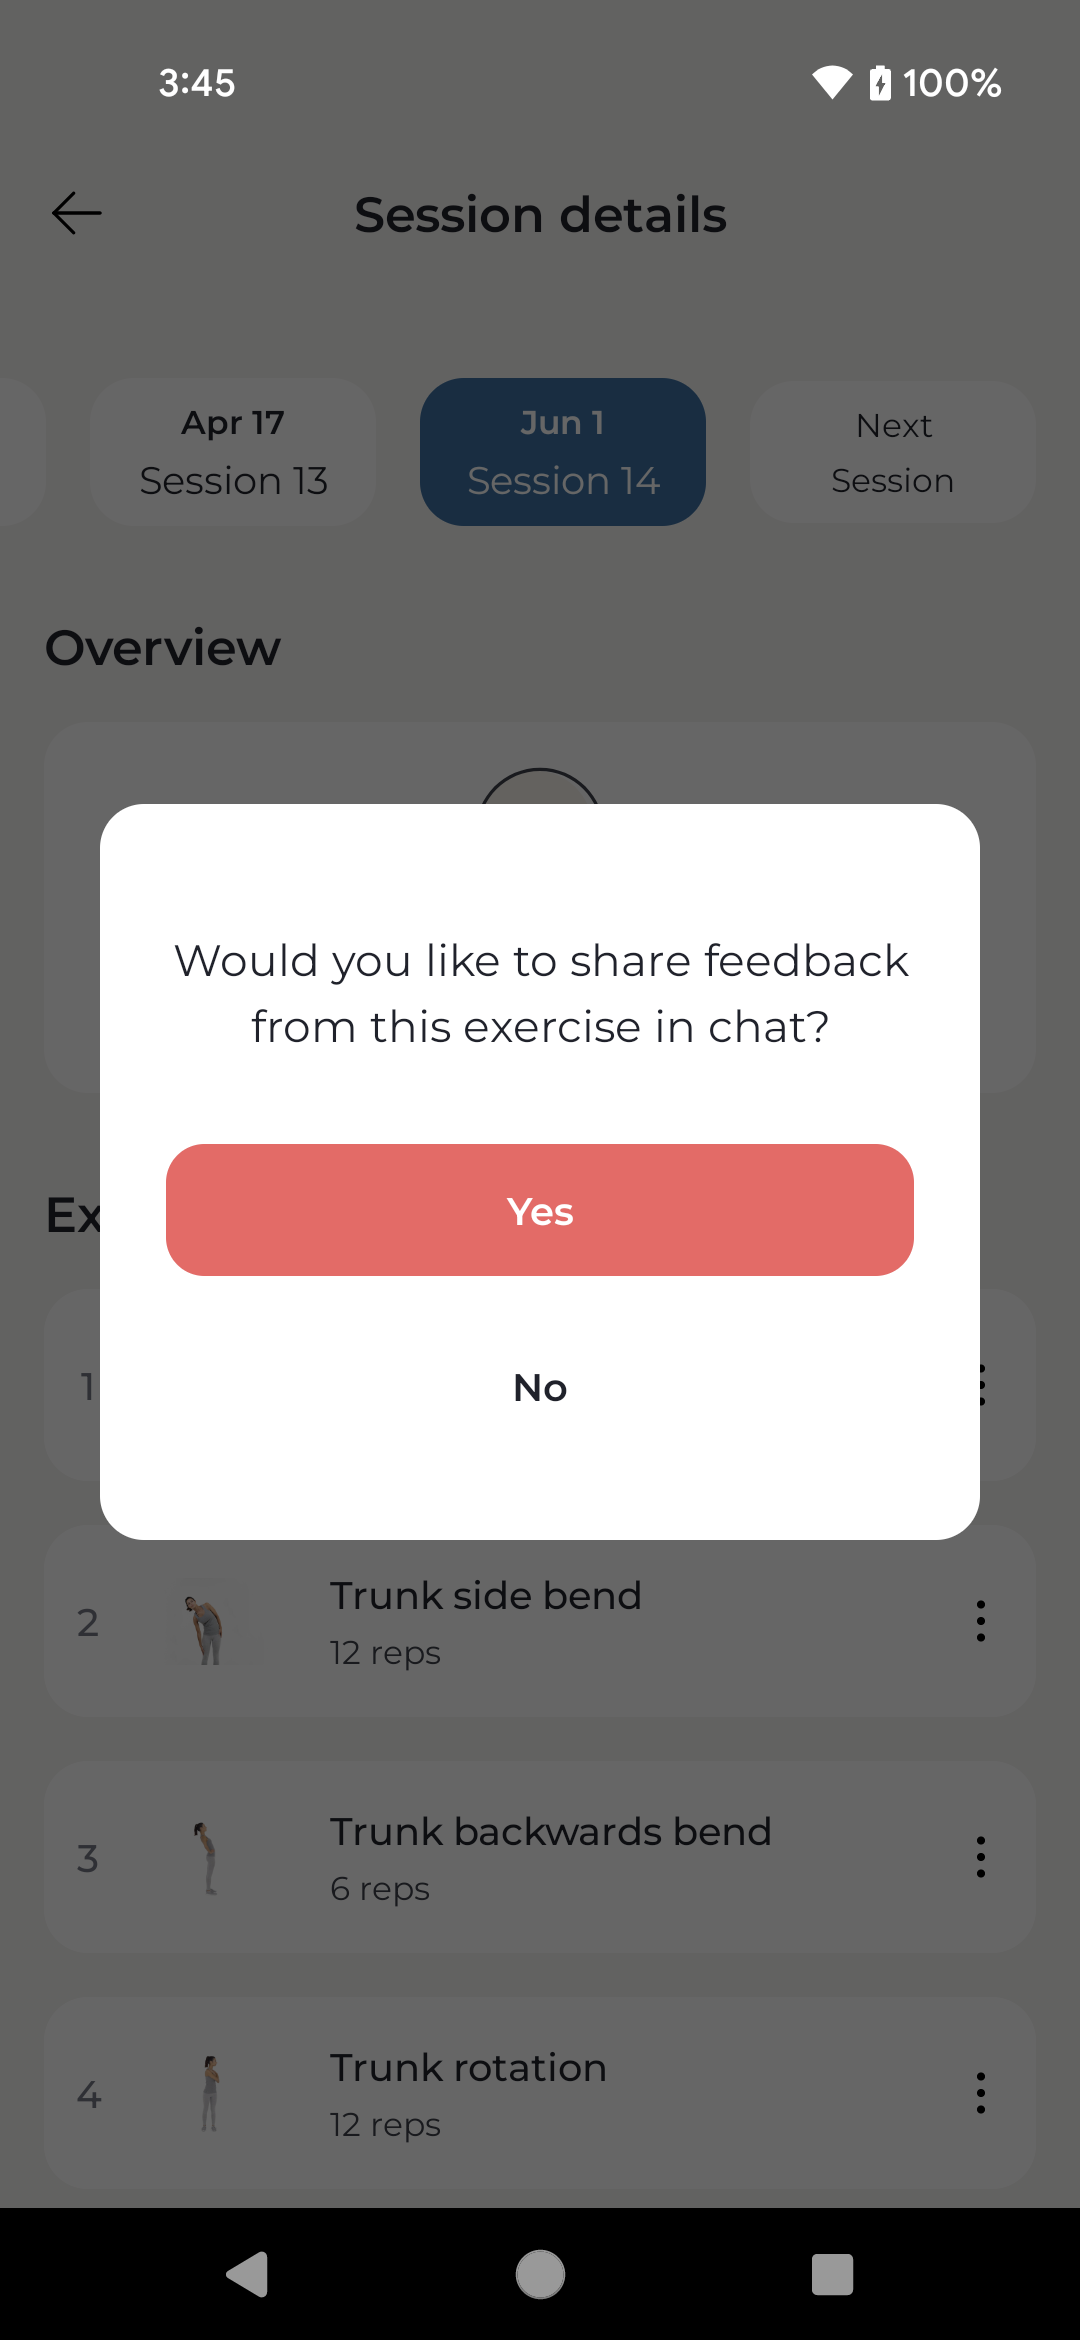 3:45
100%
Session details
Apr 17
Session 13
Jun 1
Session 14
Next
Session
Overview
Would you like to share feedback
from this exercise in chat?
Yes
No
Ex
1
2
Trunk side bend
12 reps
3
Trunk backwards bend
6 reps
4
Trunk rotation
12 reps